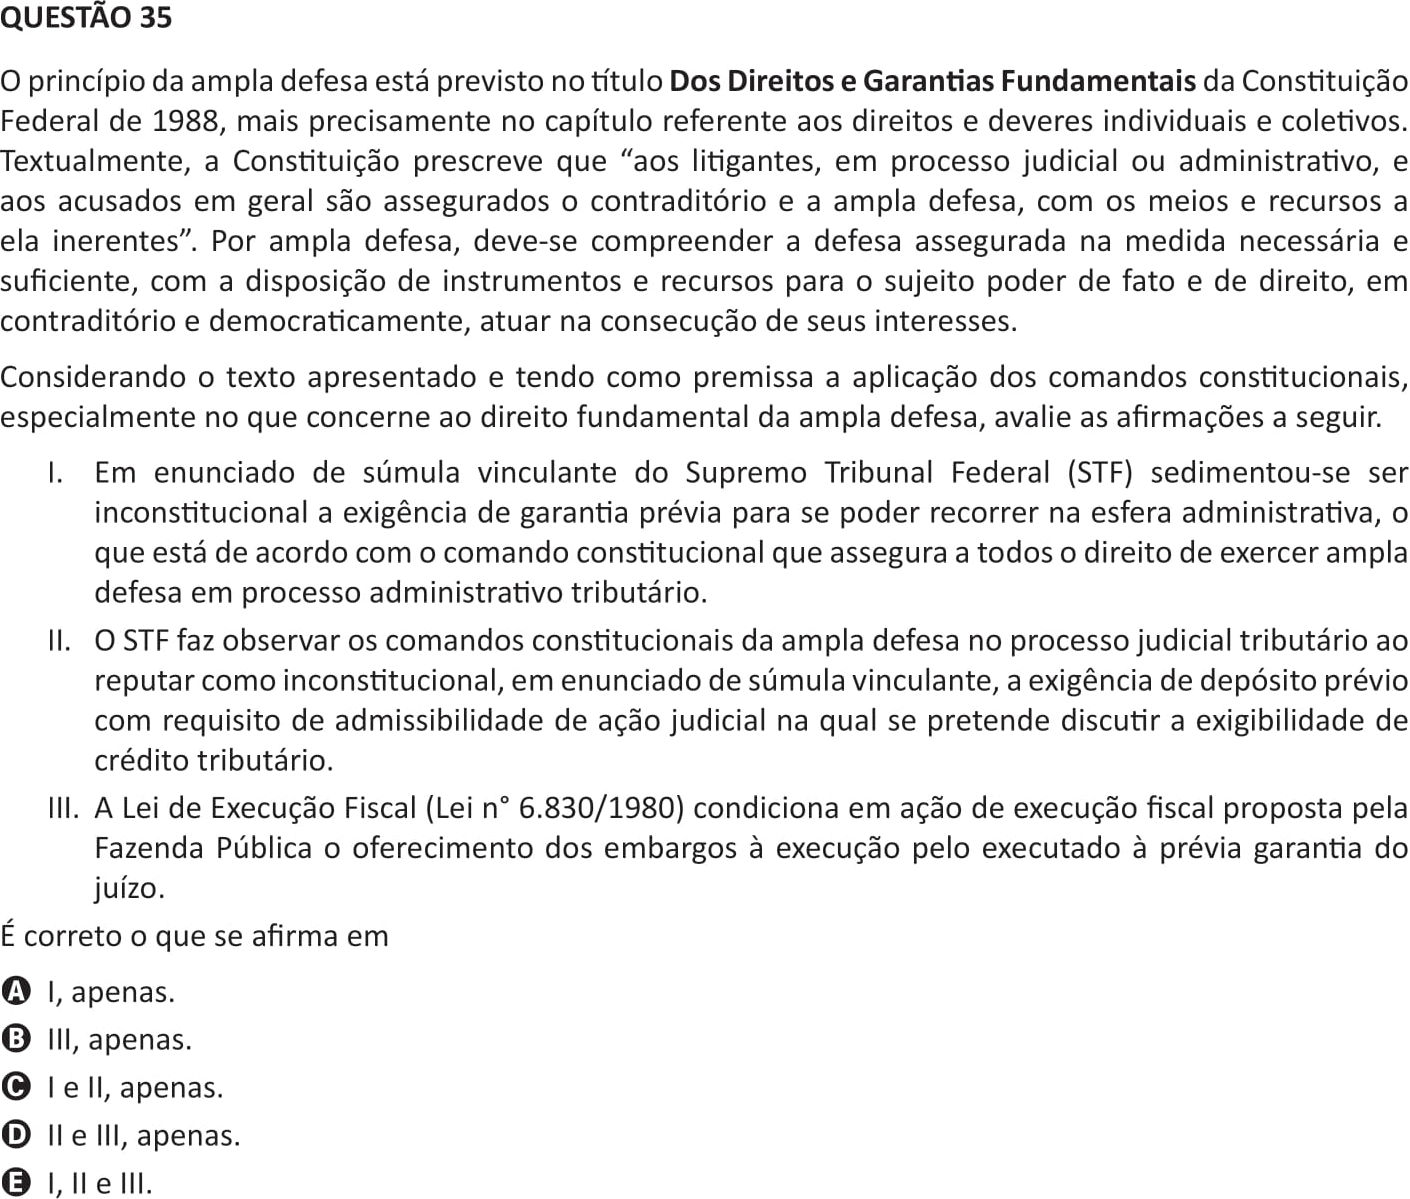 QUESTÃO 35
O princípio da ampla defesa está previsto no título Dos Direitos e Garantias Fundamentais da Constituição
Federal de 1988, mais precisamente no capítulo referente aos direitos e deveres individuais e coletivos.
Textualmente, a Constituição prescreve que “aos litigantes, em processo judicial ou administrativo, e
aos acusados em geral são assegurados o contraditório e a ampla defesa, com os meios e recursos a
ela inerentes”. Por ampla defesa, deve-se compreender a defesa assegurada na medida necessária e
suficiente, com a disposição de instrumentos e recursos para o sujeito poder de fato e de direito, em
contraditório e democraticamente, atuar na consecução de seus interesses.
Considerando o texto apresentado e tendo como premissa a aplicação dos comandos constitucionais,
especialmente no que concerne ao direito fundamental da ampla defesa, avalie as afirmações a seguir.
I. Em enunciado de súmula vinculante do Supremo Tribunal Federal (STF) sedimentou-se ser
inconstitucional a exigência de garantia prévia para se poder recorrer na esfera administrativa, o
que está de acordo com o comando constitucional que assegura a todos o direito de exercer ampla
defesa em processo administrativo tributário.
II. O STF faz observar os comandos constitucionais da ampla defesa no processo judicial tributário ao
reputar como inconstitucional, em enunciado de súmula vinculante, a exigência de depósito prévio
com requisito de admissibilidade de ação judicial na qual se pretende discutir a exigibilidade de
crédito tributário.
III. A Lei de Execução Fiscal (Lei n° 6.830/1980) condiciona em ação de execução fiscal proposta pela
Fazenda Pública o oferecimento dos embargos à execução pelo executado à prévia garantia do
juízo.
É correto o que se afirma em
A I, apenas.
B III, apenas.
C I e II, apenas.
D II e III, apenas.
E I, II e III.